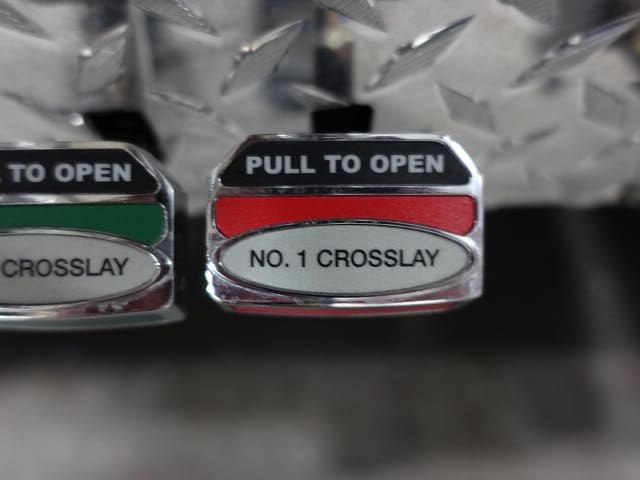 L TO OPEN
CROSSLAY
PULL TO OPEN
NO. 1 CROSSLAY